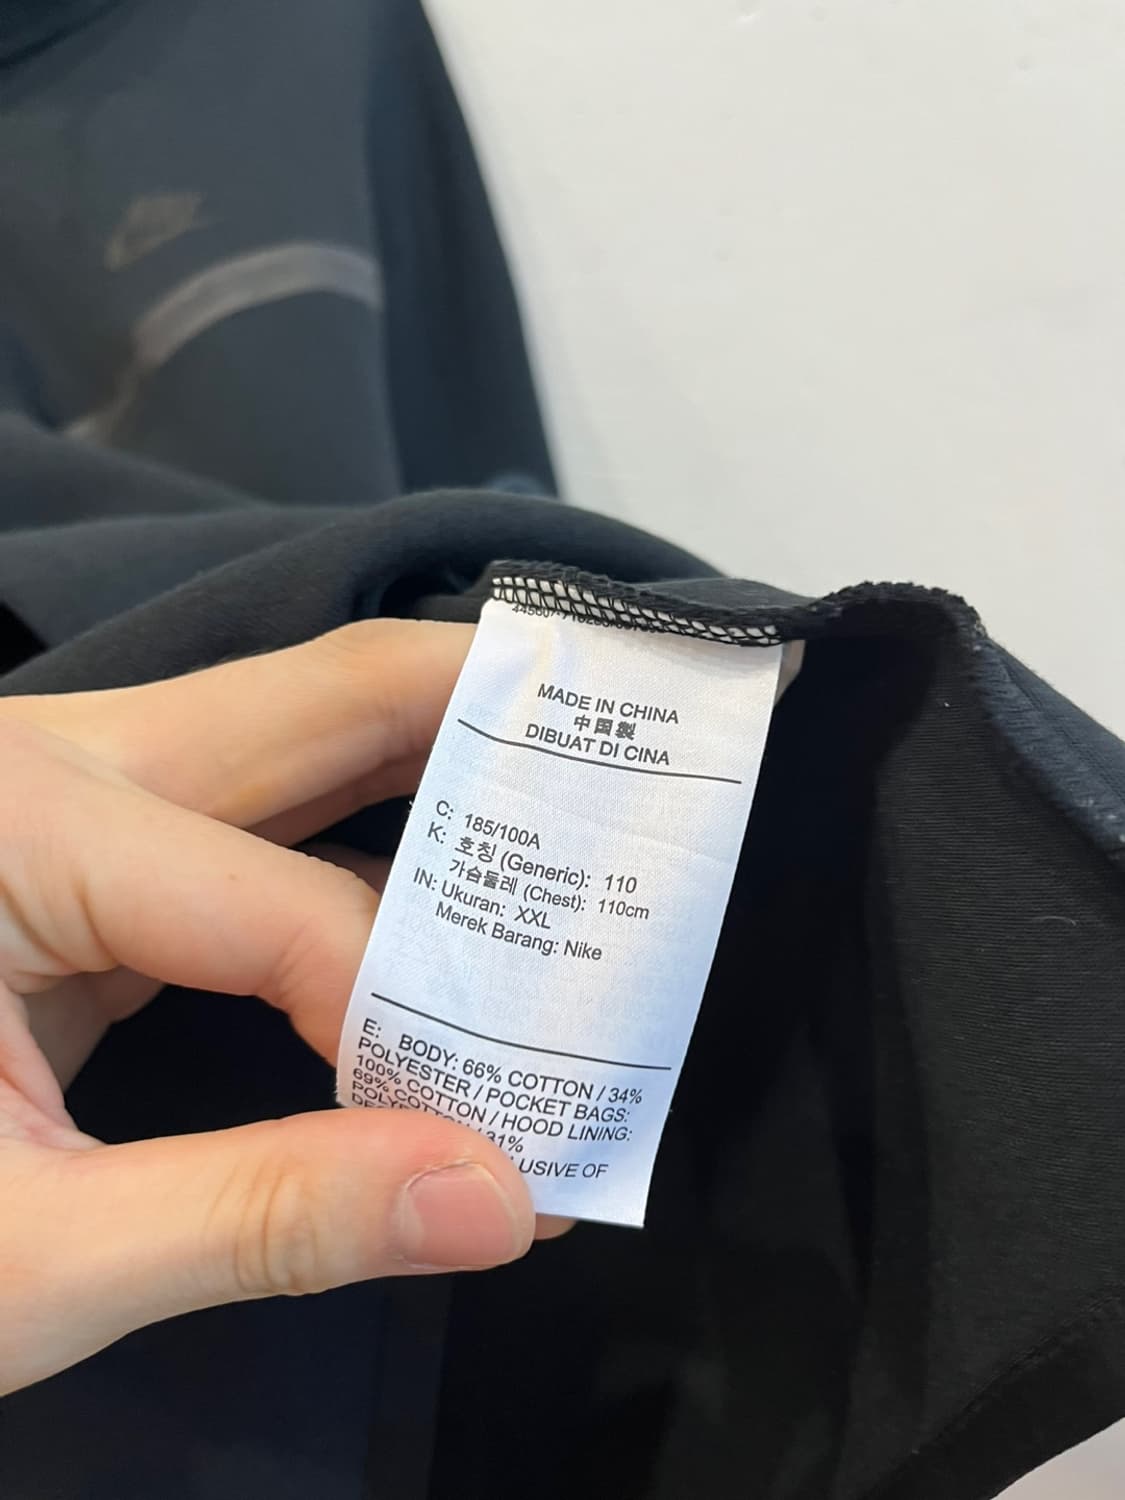 MADE IN CHINA
中国製
DIBUAT DI CINA
C: 185/100A
K: 호칭 (Generic): 110
가슴둘레 (Chest): 110cm
IN: Ukuran: XXL
Merek Barang: Nike
E: BODY: 66% COTTON / 34%
POLYESTER / POCKET BAGS:
100% COTTON / HOOD LINING:
69% COTTON / 31%
USIVE OF